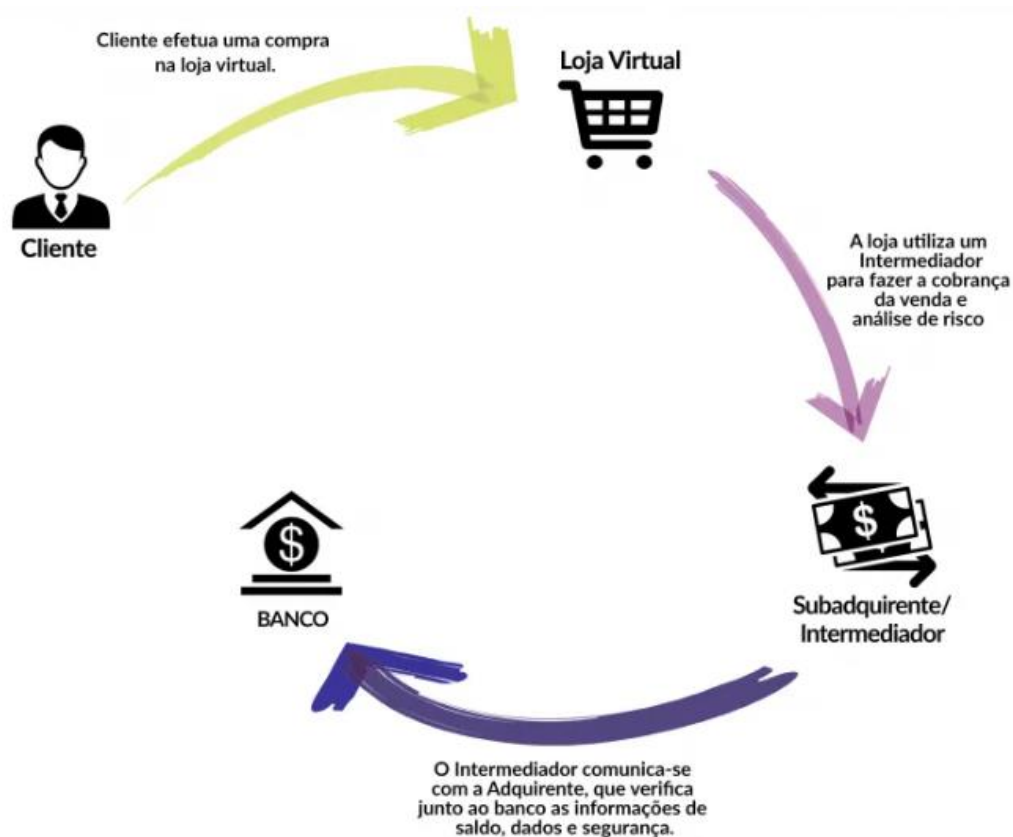 Cliente efetua uma compra
na loja virtual.
Loja Virtual
Cliente
A loja utiliza um
Intermediador
para fazer a cobrança
da venda e
análise de risco
$
$
BANCO
Subadquirente/
Intermediador
O Intermediador comunica-se
com a Adquirente, que verifica
junto ao banco as informações de
saldo, dados e segurança.